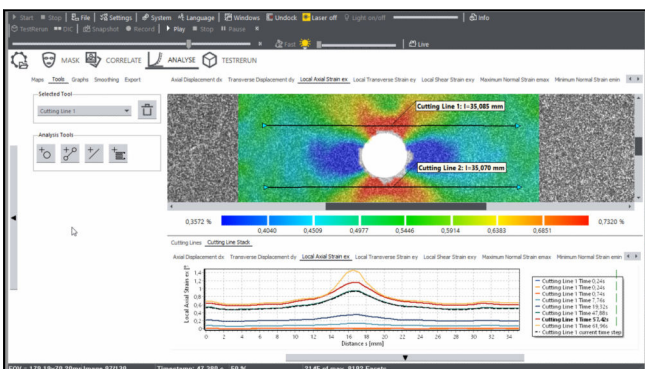 Start Stop File Settings System Language Windows Undock Laser off Light on/off Info
TestRerun DIC Snapshot Record Play Stop Pause
Fast Live
MASK CORRELATE ANALYSE TESTRERUN
Maps Tools Graphs Smoothing Export
Selected Tool
Cutting Line 1
Analysis Tools
Axial Displacement dy Transverse Displacement dx Local Axial Strain ex Local Transverse Strain ey Local Shear Strain exy Maximum Normal Strain emax Minimum Normal Strain emin
Cutting Line 1: l=35,085 mm
Cutting Line 2: l=35,070 mm
0,3572 % 0,4040 0,4509 0,4977 0,5446 0,5914 0,6383 0,6851 0,7320 %
Cutting Lines Cutting Line Stack
Axial Displacement dy Transverse Displacement dx Local Axial Strain ex Local Transverse Strain ey Local Shear Strain exy Maximum Normal Strain emax Minimum Normal Strain emin
Local Axial Strain ex
1,4
1,2
1
0,8
0,6
0,4
0,2
0
0 2 4 6 8 10 12 14 16 18 20 22 24 26 28 30 32 34
Distance s [mm]
Cutting Line 1 Time 0,24s
Cutting Line 1 Time 0,24s
Cutting Line 1 Time 0,74s
Cutting Line 1 Time 7,76s
Cutting Line 1 Time 19,32s
Cutting Line 1 Time 47,08s
Cutting Line 1 Time 57,42s
Cutting Line 1 Time 61,96s
Cutting Line 1 current time step